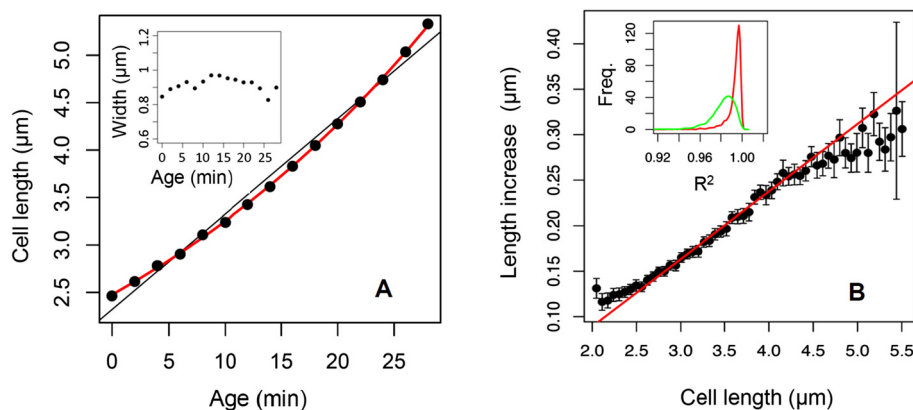 5.0
4.5
4.0
3.5
3.0
2.5
Cell length (μm)
1.2
1
0.8
0.6
Width (μm)
0 5 10 15 20 25
Age (min)
A
0 5 10 15 20 25
Age (min)
0.40
0.35
0.30
0.25
0.20
0.15
0.10
Length increase (μm)
120
80
40
0
Freq.
0.92 0.96 1.00
R²
B
2.0 2.5 3.0 3.5 4.0 4.5 5.0 5.5
Cell length (μm)